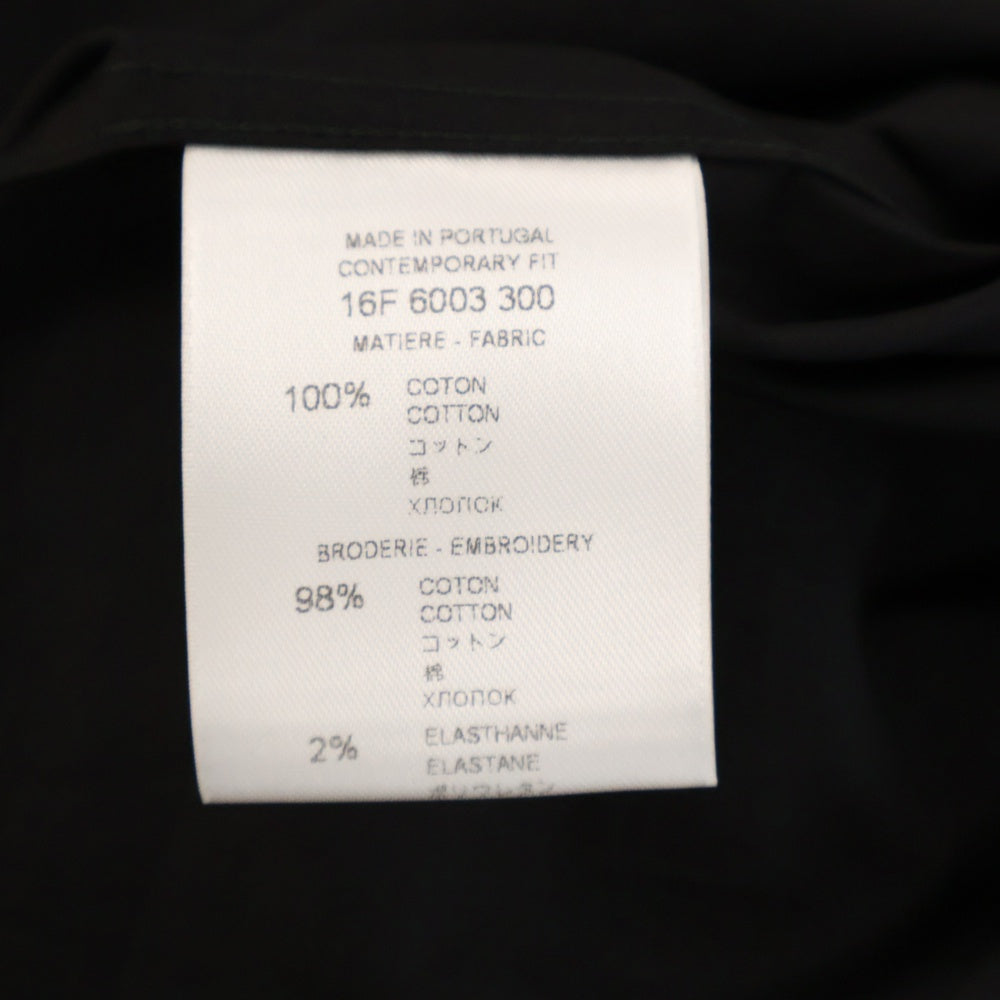 MADE IN PORTUGAL
CONTEMPORARY FIT
16F 6003 300
MATIERE - FABRIC
100% COTON
COTTON
コットン
棉
ХЛОПОК
BRODERIE - EMBROIDERY
98% COTON
COTTON
コットン
棉
ХЛОПОК
2% ELASTHANNE
ELASTANE